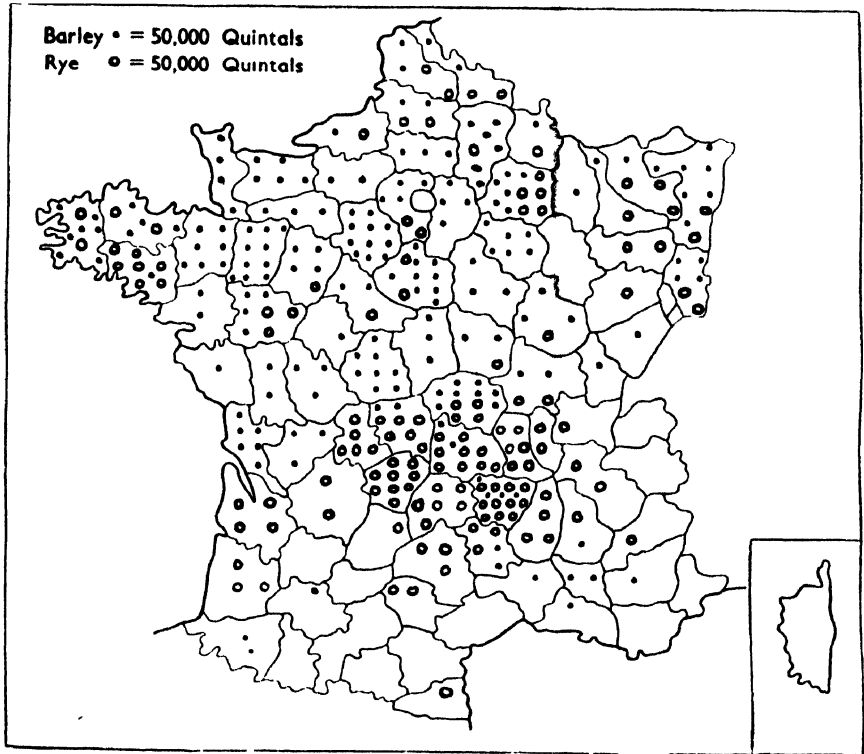 Barley • = 50,000 Quintals
Rye ⭘ = 50,000 Quintals